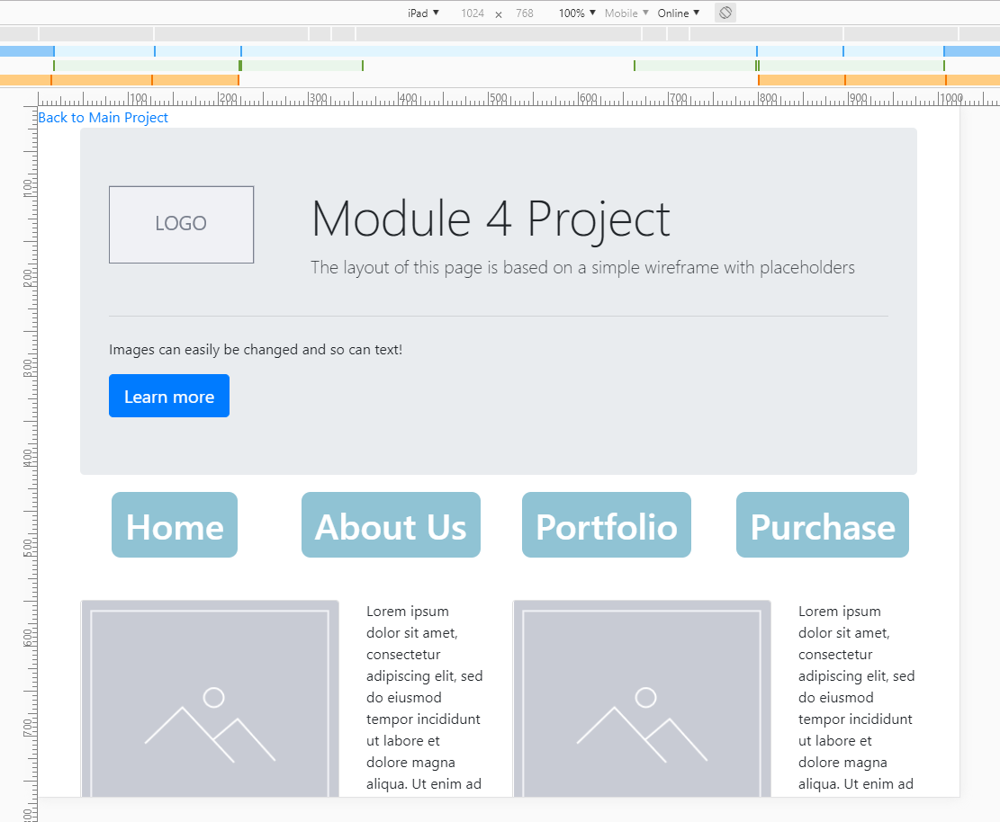 iPad ▼ 1024 × 768 100% ▼ Mobile ▼ Online ▼
100 200 300 400 500 600 700 800 900 1000
Back to Main Project
100
LOGO
Module 4 Project
The layout of this page is based on a simple wireframe with placeholders
200
Images can easily be changed and so can text!
300
Learn more
400
Home About Us Portfolio Purchase
500
600
700
Lorem ipsum
dolor sit amet,
consectetur
adipiscing elit, sed
do eiusmod
tempor incididunt
ut labore et
dolore magna
aliqua. Ut enim ad
Lorem ipsum
dolor sit amet,
consectetur
adipiscing elit, sed
do eiusmod
tempor incididunt
ut labore et
dolore magna
aliqua. Ut enim ad